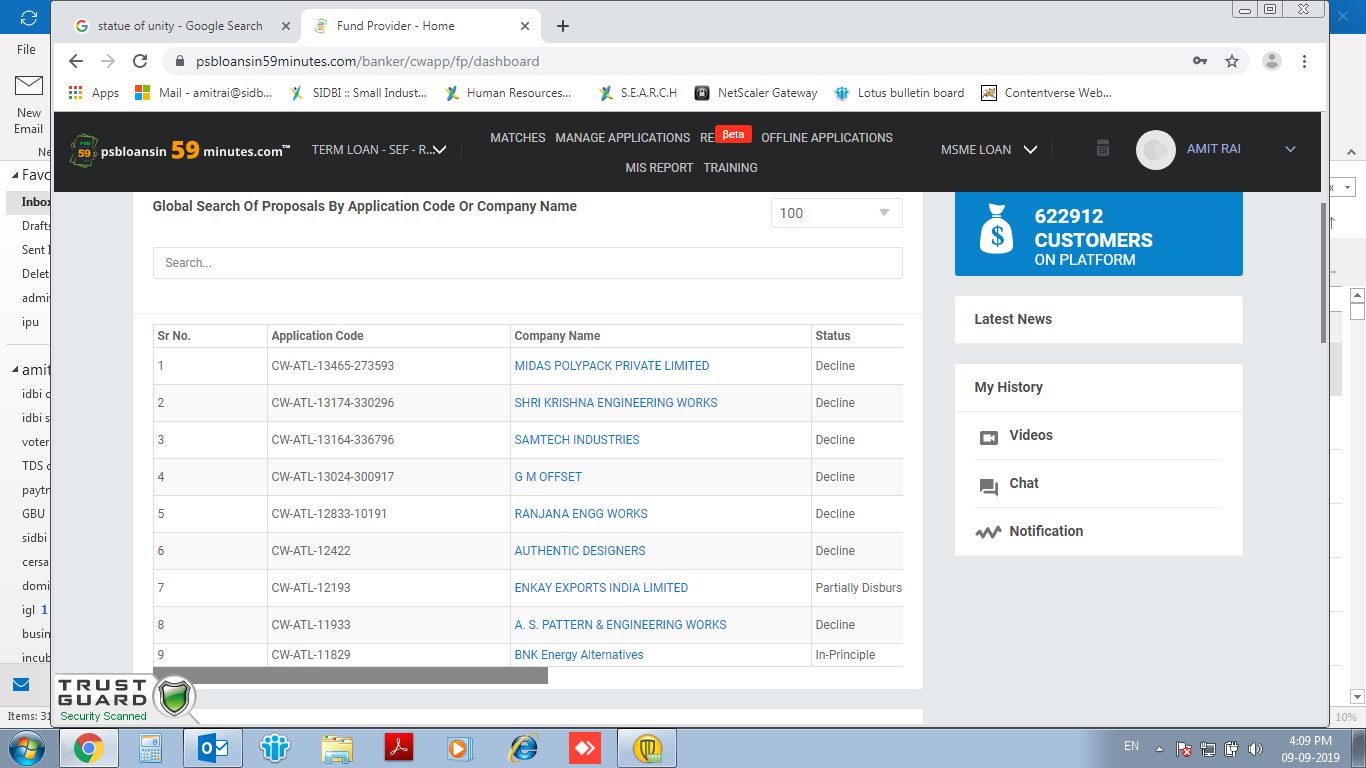 statue of unity - Google Search
Fund Provider - Home
File
psbloansin59minutes.com/banker/cwapp/fp/dashboard
Apps
Mail - amitrai@sidb...
SIDBI :: Small Indust...
Human Resources...
S.E.A.R.C.H
NetScaler Gateway
Lotus bulletin board
Contentverse Web...
New
Email
Ne
PSB
59
psbloansin 59 minutes.com™
TERM LOAN - SEF - R...
MATCHES
MANAGE APPLICATIONS
RE
βeta
OFFLINE APPLICATIONS
MIS REPORT
TRAINING
MSME LOAN
AMIT RAI
Favo
Inbox
Drafts
Sent I
Delet
admi
ipu
amit
idbi c
idbi s
voter
TDS c
paytn
GBU
sidbi
cersa
domi
igl 1
busin
incub
Items: 31
Global Search Of Proposals By Application Code Or Company Name
100
Search...
Sr No. Application Code Company Name Status
1 CW-ATL-13465-273593 MIDAS POLYPACK PRIVATE LIMITED Decline
2 CW-ATL-13174-330296 SHRI KRISHNA ENGINEERING WORKS Decline
3 CW-ATL-13164-336796 SAMTECH INDUSTRIES Decline
4 CW-ATL-13024-300917 G M OFFSET Decline
5 CW-ATL-12833-10191 RANJANA ENGG WORKS Decline
6 CW-ATL-12422 AUTHENTIC DESIGNERS Decline
7 CW-ATL-12193 ENKAY EXPORTS INDIA LIMITED Partially Disburs
8 CW-ATL-11933 A. S. PATTERN & ENGINEERING WORKS Decline
9 CW-ATL-11829 BNK Energy Alternatives In-Principle
622912
CUSTOMERS
ON PLATFORM
Latest News
My History
Videos
Chat
Notification
TRUST
GUARD
Security Scanned
10%
EN
4:09 PM
09-09-2019